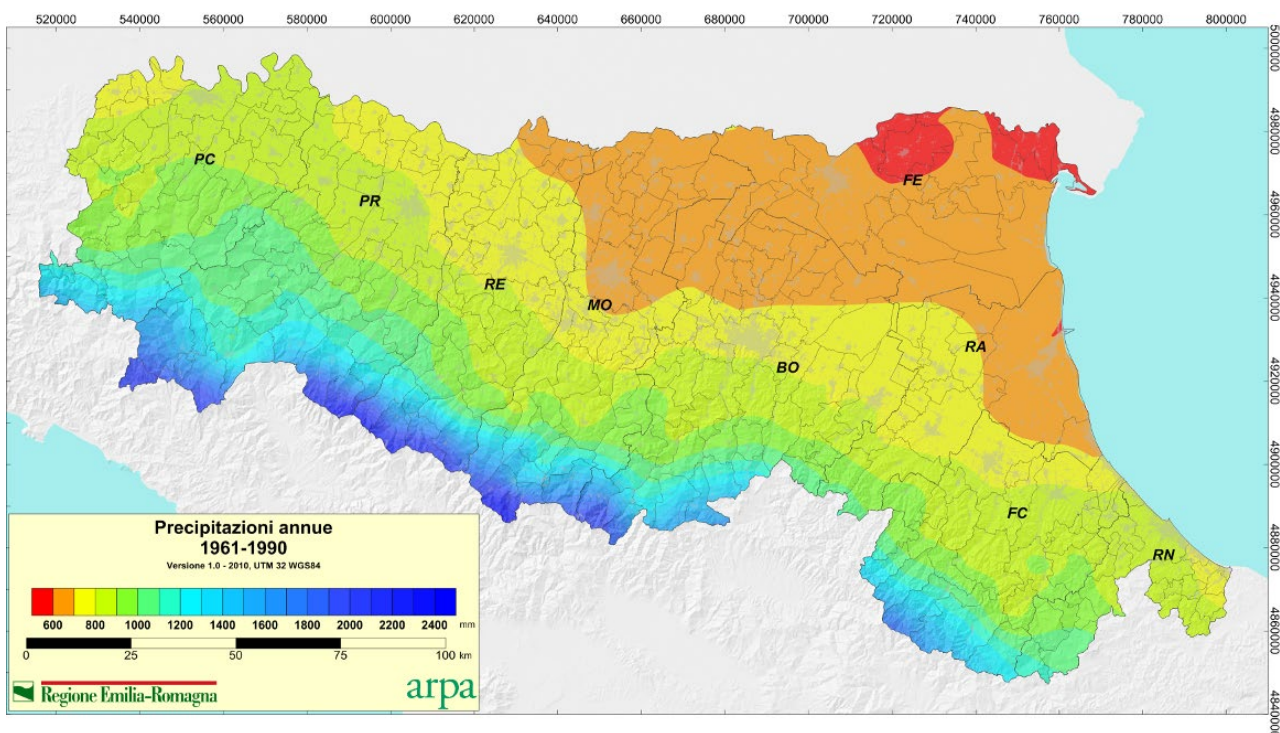 520000 540000 560000 580000 600000 620000 640000 660000 680000 700000 720000 740000 760000 780000 800000
5000000
4980000
4960000
4940000
4920000
4900000
4880000
4860000
4840000
PC
PR
RE
MO
BO
FE
RA
FC
RN
Precipitazioni annue
1961-1990
Versione 1.0 - 2010, UTM 32 WGS84
600 800 1000 1200 1400 1600 1800 2000 2200 2400 mm
0 25 50 75 100 km
Regione Emilia-Romagna
arpa